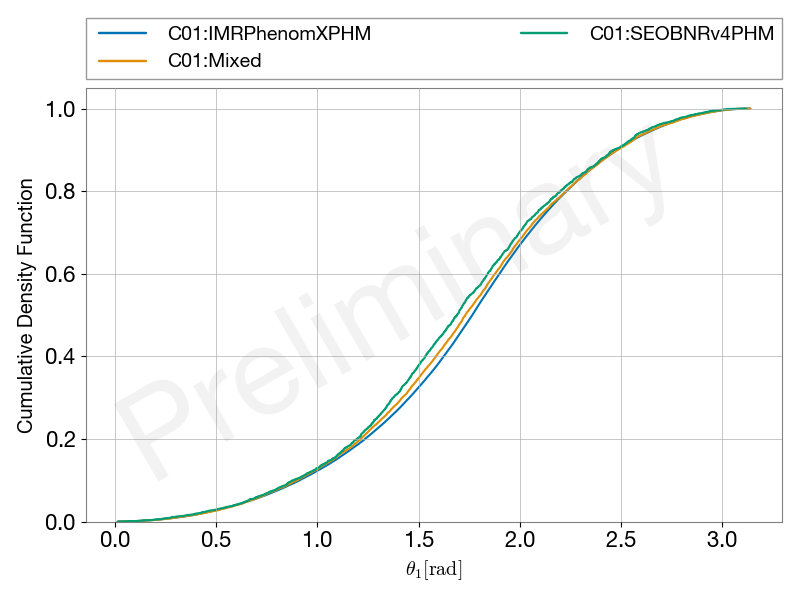 C01:IMRPhenomXPHM
C01:Mixed
C01:SEOBNRv4PHM
Preliminary
Cumulative Density Function
1.0
0.8
0.6
0.4
0.2
0.0
0.0 0.5 1.0 1.5 2.0 2.5 3.0
θ₁[rad]